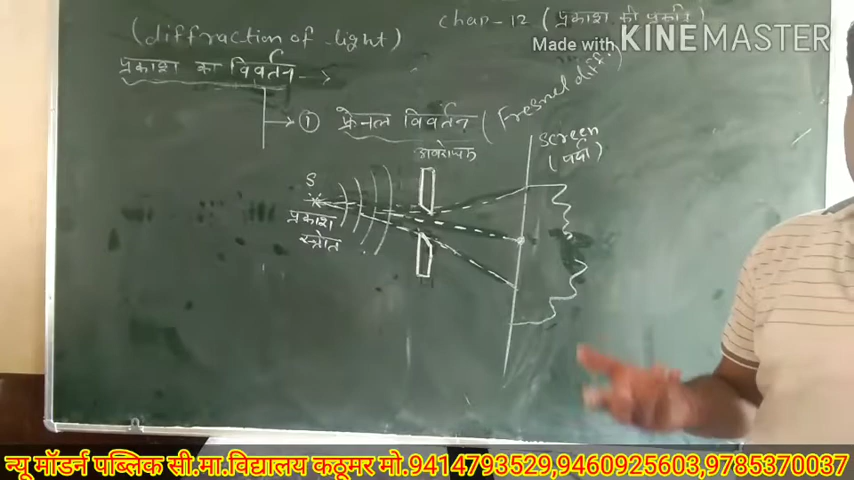 (diffraction of light)
chap-12 (प्रकाश की प्रकृति)
Made with KINEMASTER
प्रकाश का विवर्तन →
① फ्रेनल विवर्तन (Fresnel diff.)
अवरोधक
Screen
(पर्दा)
S
प्रकाश
स्त्रोत
न्यू मॉडर्न पब्लिक सी.मा.विद्यालय कठूमर मो.9414793529,9460925603,9785370037